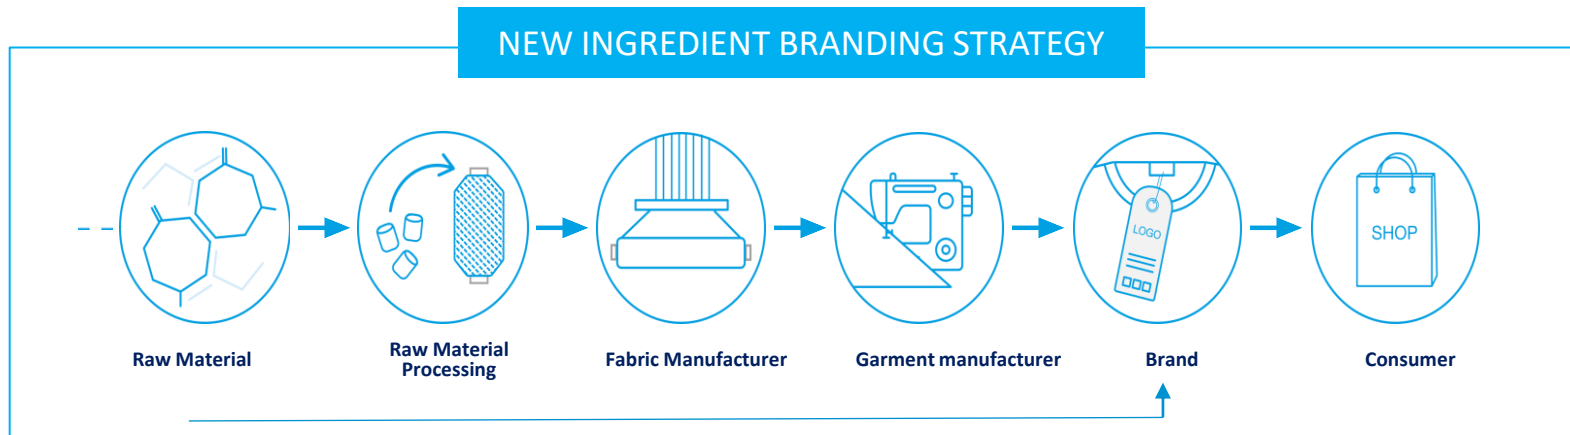 NEW INGREDIENT BRANDING STRATEGY
LOGO
SHOP
Raw Material
Raw Material
Processing
Fabric Manufacturer
Garment manufacturer
Brand
Consumer